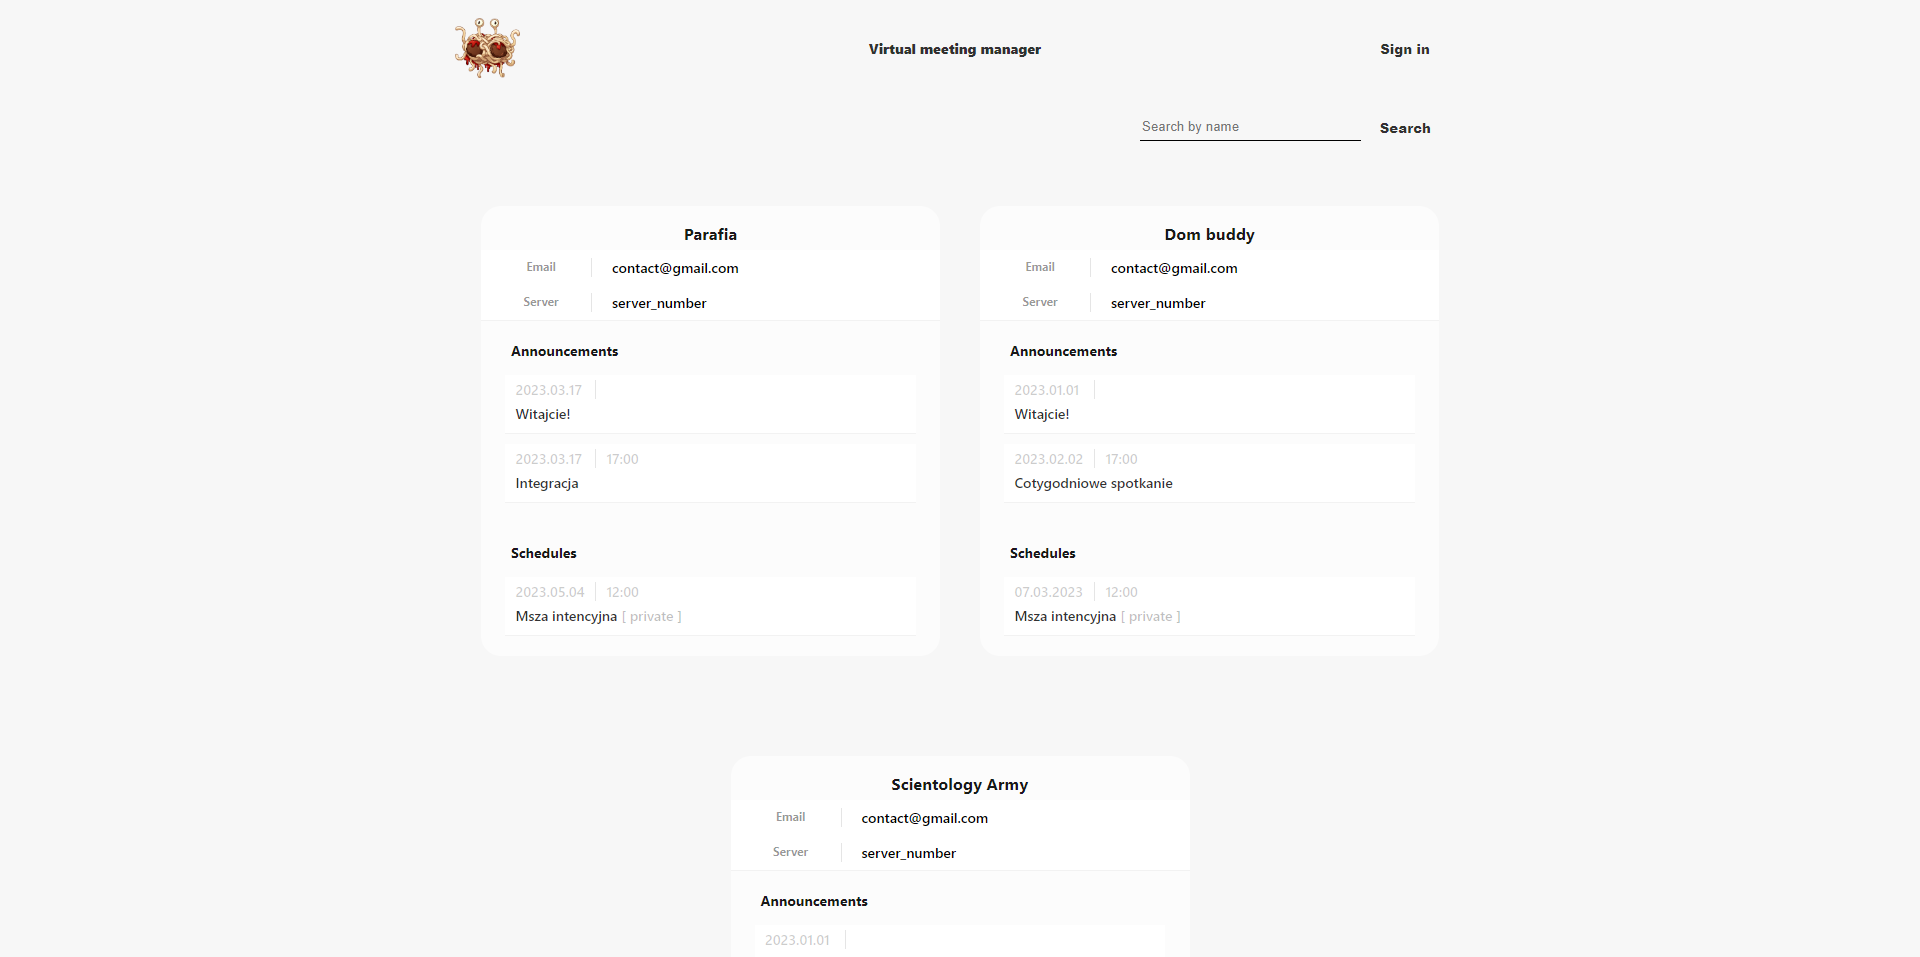 Virtual meeting manager
Sign in
Search by name
Search
Parafia
Email contact@gmail.com
Server server_number
Announcements
2023.03.17
Witajcie!
2023.03.17 17:00
Integracja
Schedules
2023.05.04 12:00
Msza intencyjna [ private ]
Dom buddy
Email contact@gmail.com
Server server_number
Announcements
2023.01.01
Witajcie!
2023.02.02 17:00
Cotygodniowe spotkanie
Schedules
07.03.2023 12:00
Msza intencyjna [ private ]
Scientology Army
Email contact@gmail.com
Server server_number
Announcements
2023.01.01